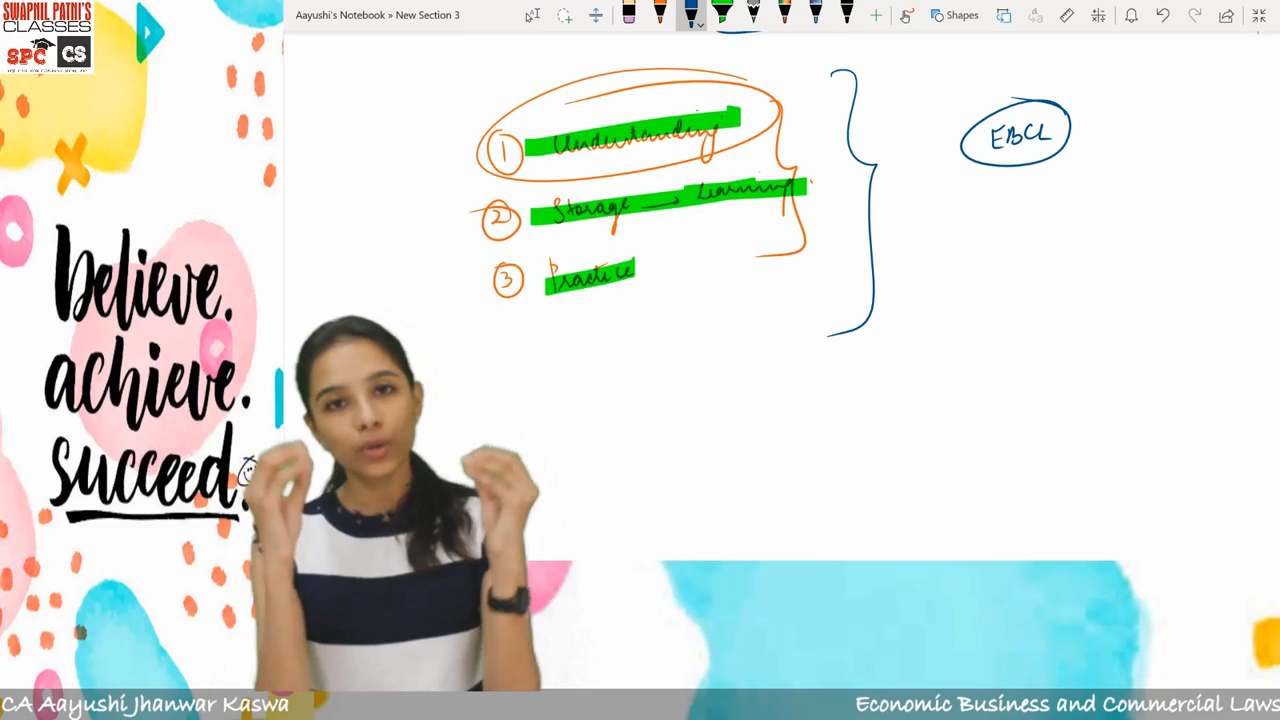 SWAPNIL PATNI'S
CLASSES
SPC
CS
Aayushi's Notebook » New Section 3
Shapes
1 Understanding
2 Storage → Learning
3 Practice
EBCL
believe.
achieve.
succeed.
CA Aayushi Jhanwar Kaswa
Economic Business and Commercial Laws